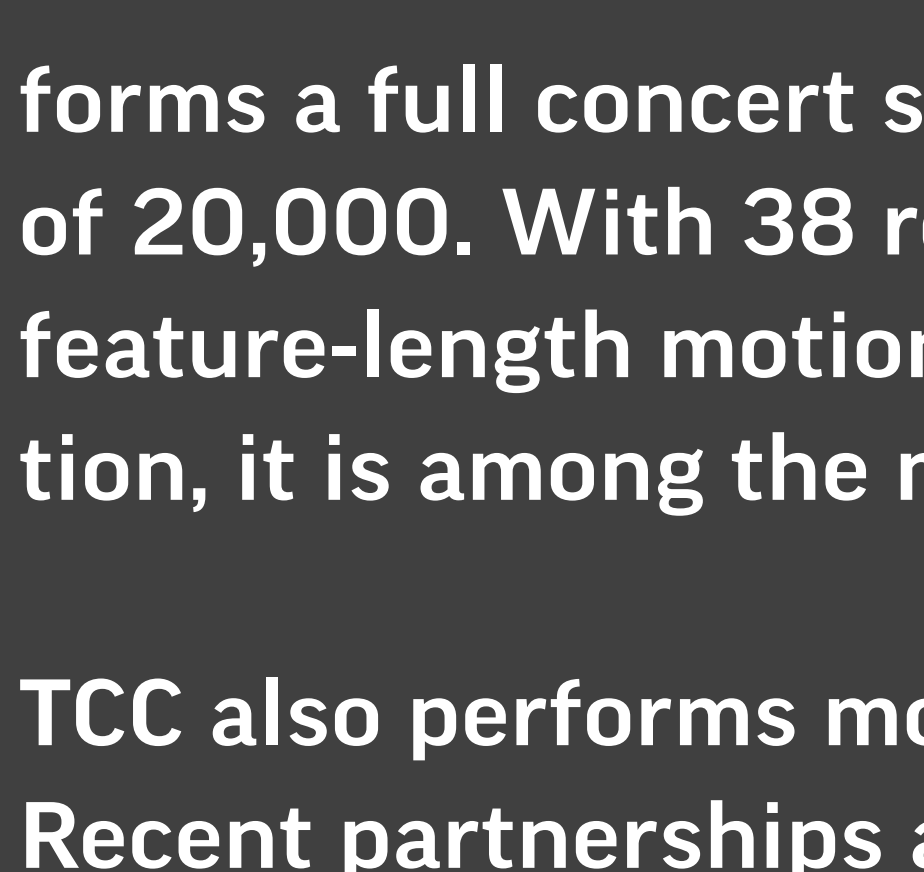 forms a full concert
of 20,000. With 38
feature-length
tion, it is among the
TCC also performs
Recent partnerships